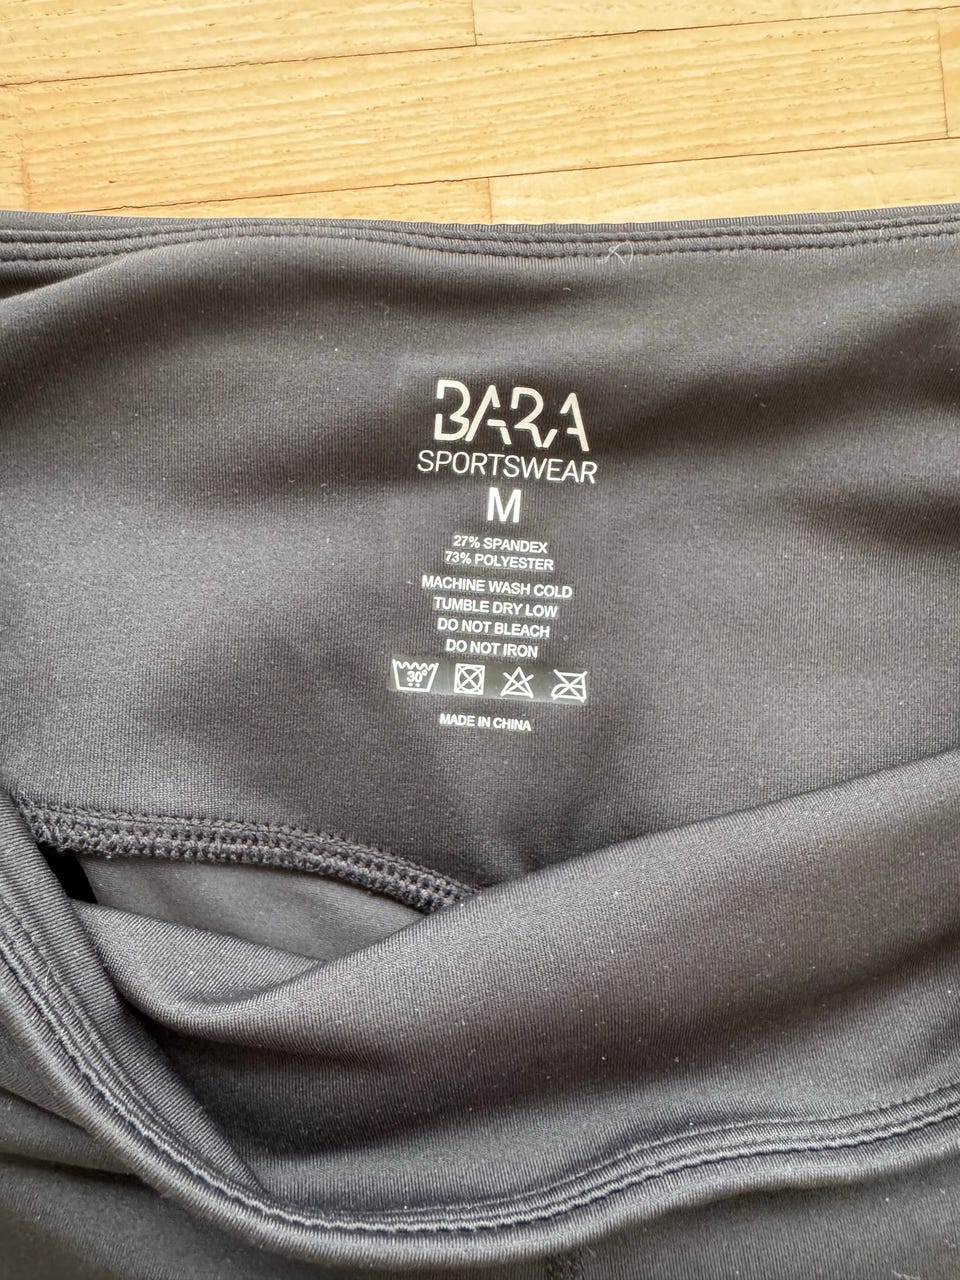 BARA
SPORTSWEAR
M
27% SPANDEX
73% POLYESTER
MACHINE WASH COLD
TUMBLE DRY LOW
DO NOT BLEACH
DO NOT IRON
30°
MADE IN CHINA